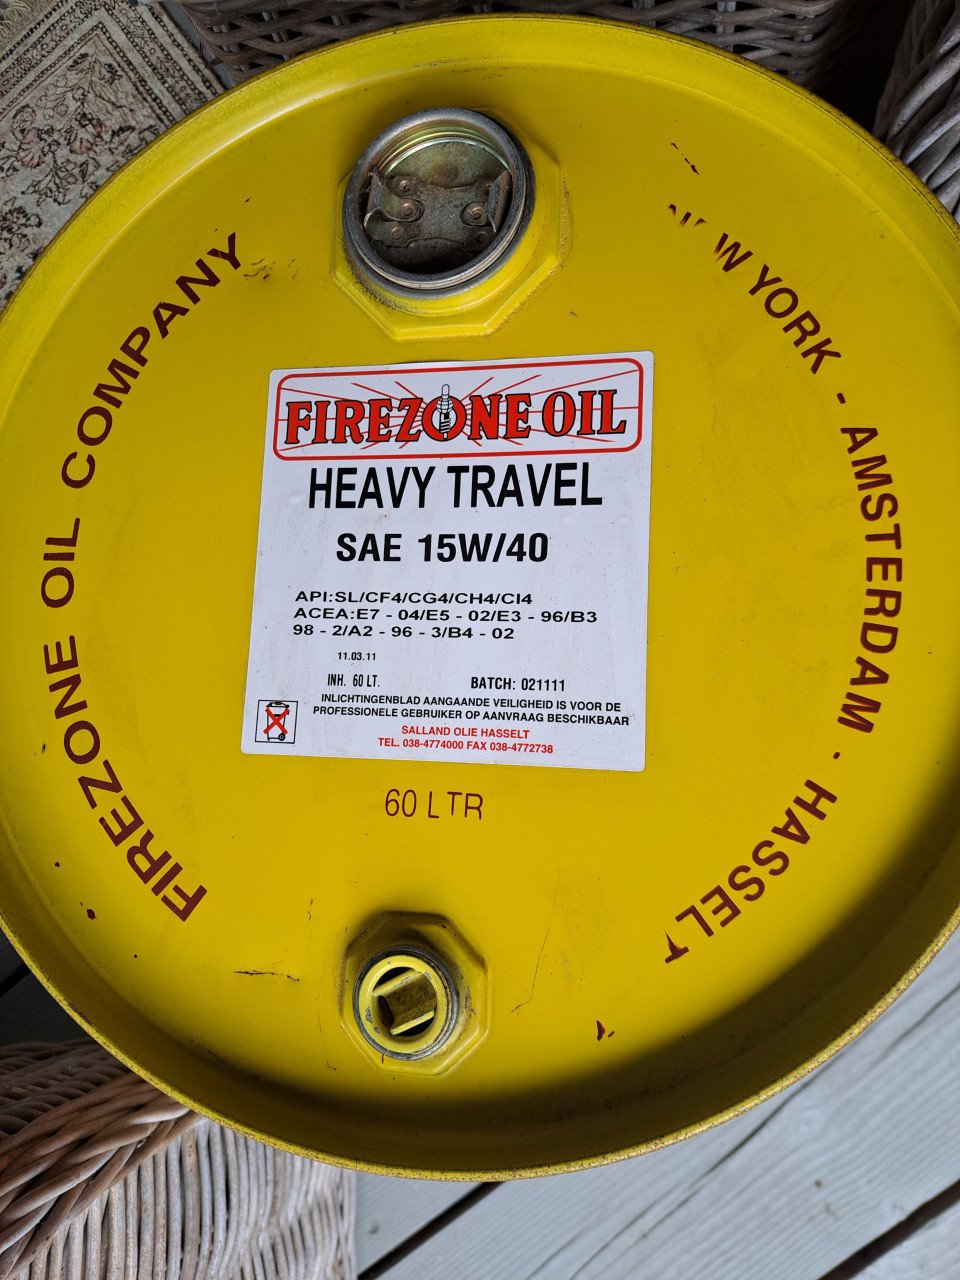 FIREZONE OIL COMPANY
NEW YORK - AMSTERDAM · HASSELT
FIREZONE OIL
HEAVY TRAVEL
SAE 15W/40
API:SL/CF4/CG4/CH4/CI4
ACEA:E7 - 04/E5 - 02/E3 - 96/B3
98 - 2/A2 - 96 - 3/B4 - 02
11.03.11
INH. 60 LT. BATCH: 021111
INLICHTINGENBLAD AANGAANDE VEILIGHEID IS VOOR DE
PROFESSIONELE GEBRUIKER OP AANVRAAG BESCHIKBAAR
SALLAND OLIE HASSELT
TEL. 038-4774000 FAX 038-4772738
60 LTR